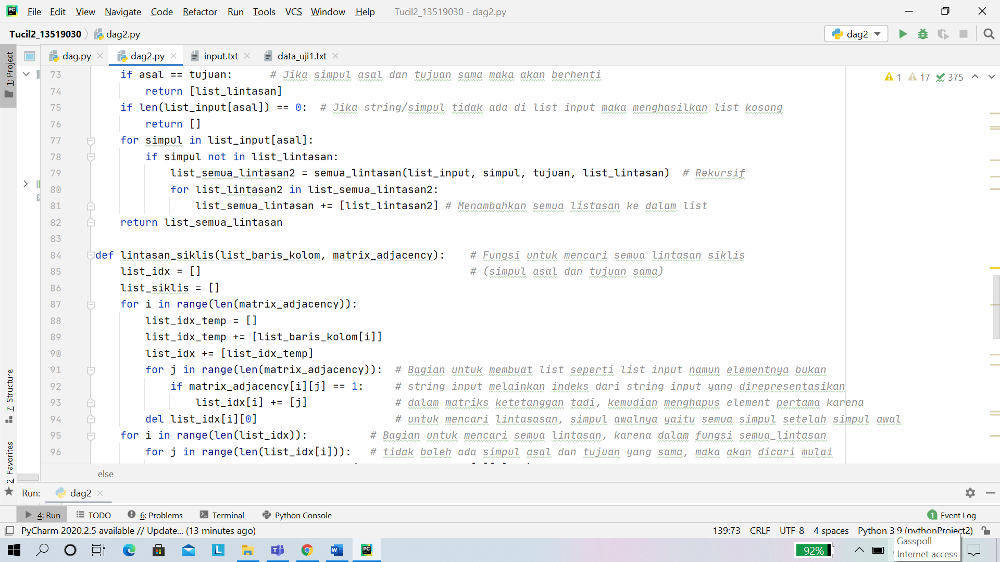 File Edit View Navigate Code Refactor Run Tools VCS Window Help Tucil2_13519030 - dag2.py
Tucil2_13519030 dag2.py dag2
dag.py dag2.py input.txt data_uji1.txt
1: Project
7: Structure
2: Favorites
1 17 375
73 if asal == tujuan: # Jika simpul asal dan tujuan sama maka akan berhenti
74 return [list_lintasan]
75 if len(list_input[asal]) == 0: # Jika string/simpul tidak ada di list input maka menghasilkan list kosong
76 return []
77 for simpul in list_input[asal]:
78 if simpul not in list_lintasan:
79 list_semua_lintasan2 = semua_lintasan(list_input, simpul, tujuan, list_lintasan) # Rekursif
80 for list_lintasan2 in list_semua_lintasan2:
81 list_semua_lintasan += [list_lintasan2] # Menambahkan semua listasan ke dalam list
82 return list_semua_lintasan
83
84 def lintasan_siklis(list_baris_kolom, matrix_adjacency): # Fungsi untuk mencari semua lintasan siklis
85 list_idx = [] # (simpul asal dan tujuan sama)
86 list_siklis = []
87 for i in range(len(matrix_adjacency)):
88 list_idx_temp = []
89 list_idx_temp += [list_baris_kolom[i]]
90 list_idx += [list_idx_temp]
91 for j in range(len(matrix_adjacency)): # Bagian untuk membuat list seperti list input namun elementnya bukan
92 if matrix_adjacency[i][j] == 1: # string input melainkan indeks dari string input yang direpresentasikan
93 list_idx[i] += [j] # dalam matriks ketetanggan tadi, kemudian menghapus element pertama karena
94 del list_idx[i][0] # untuk mencari lintasasan, simpul awalnya yaitu semua simpul setelah simpul awal
95 for i in range(len(list_idx)): # Bagian untuk mencari semua lintasan, karena dalam fungsi semua_lintasan
96 for j in range(len(list_idx[i])): # tidak boleh ada simpul asal dan tujuan yang sama, maka akan dicari mulai
else
Run: dag2
4: Run TODO 6: Problems Terminal Python Console 1 Event Log
PyCharm 2020.2.5 available // Update... (13 minutes ago) 139:73 CRLF UTF-8 4 spaces Python 3.9 (pythonProject2)
92%
Gasspoll
Internet access